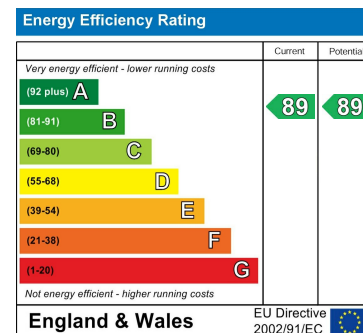 Energy Efficiency Rating
Current Potential
Very energy efficient - lower running costs
(92 plus) A
(81-91) B
89 89
(69-80) C
(55-68) D
(39-54) E
(21-38) F
(1-20) G
Not energy efficient - higher running costs
England & Wales
EU Directive
2002/91/EC